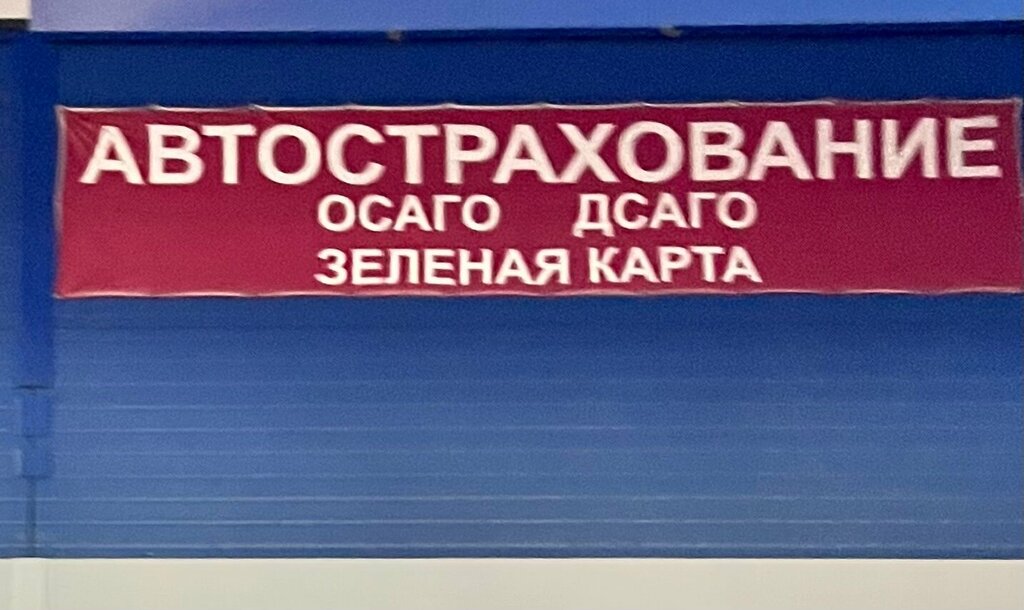 АВТОСТРАХОВАНИЕ
ОСАГО ДСАГО
ЗЕЛЕНАЯ КАРТА